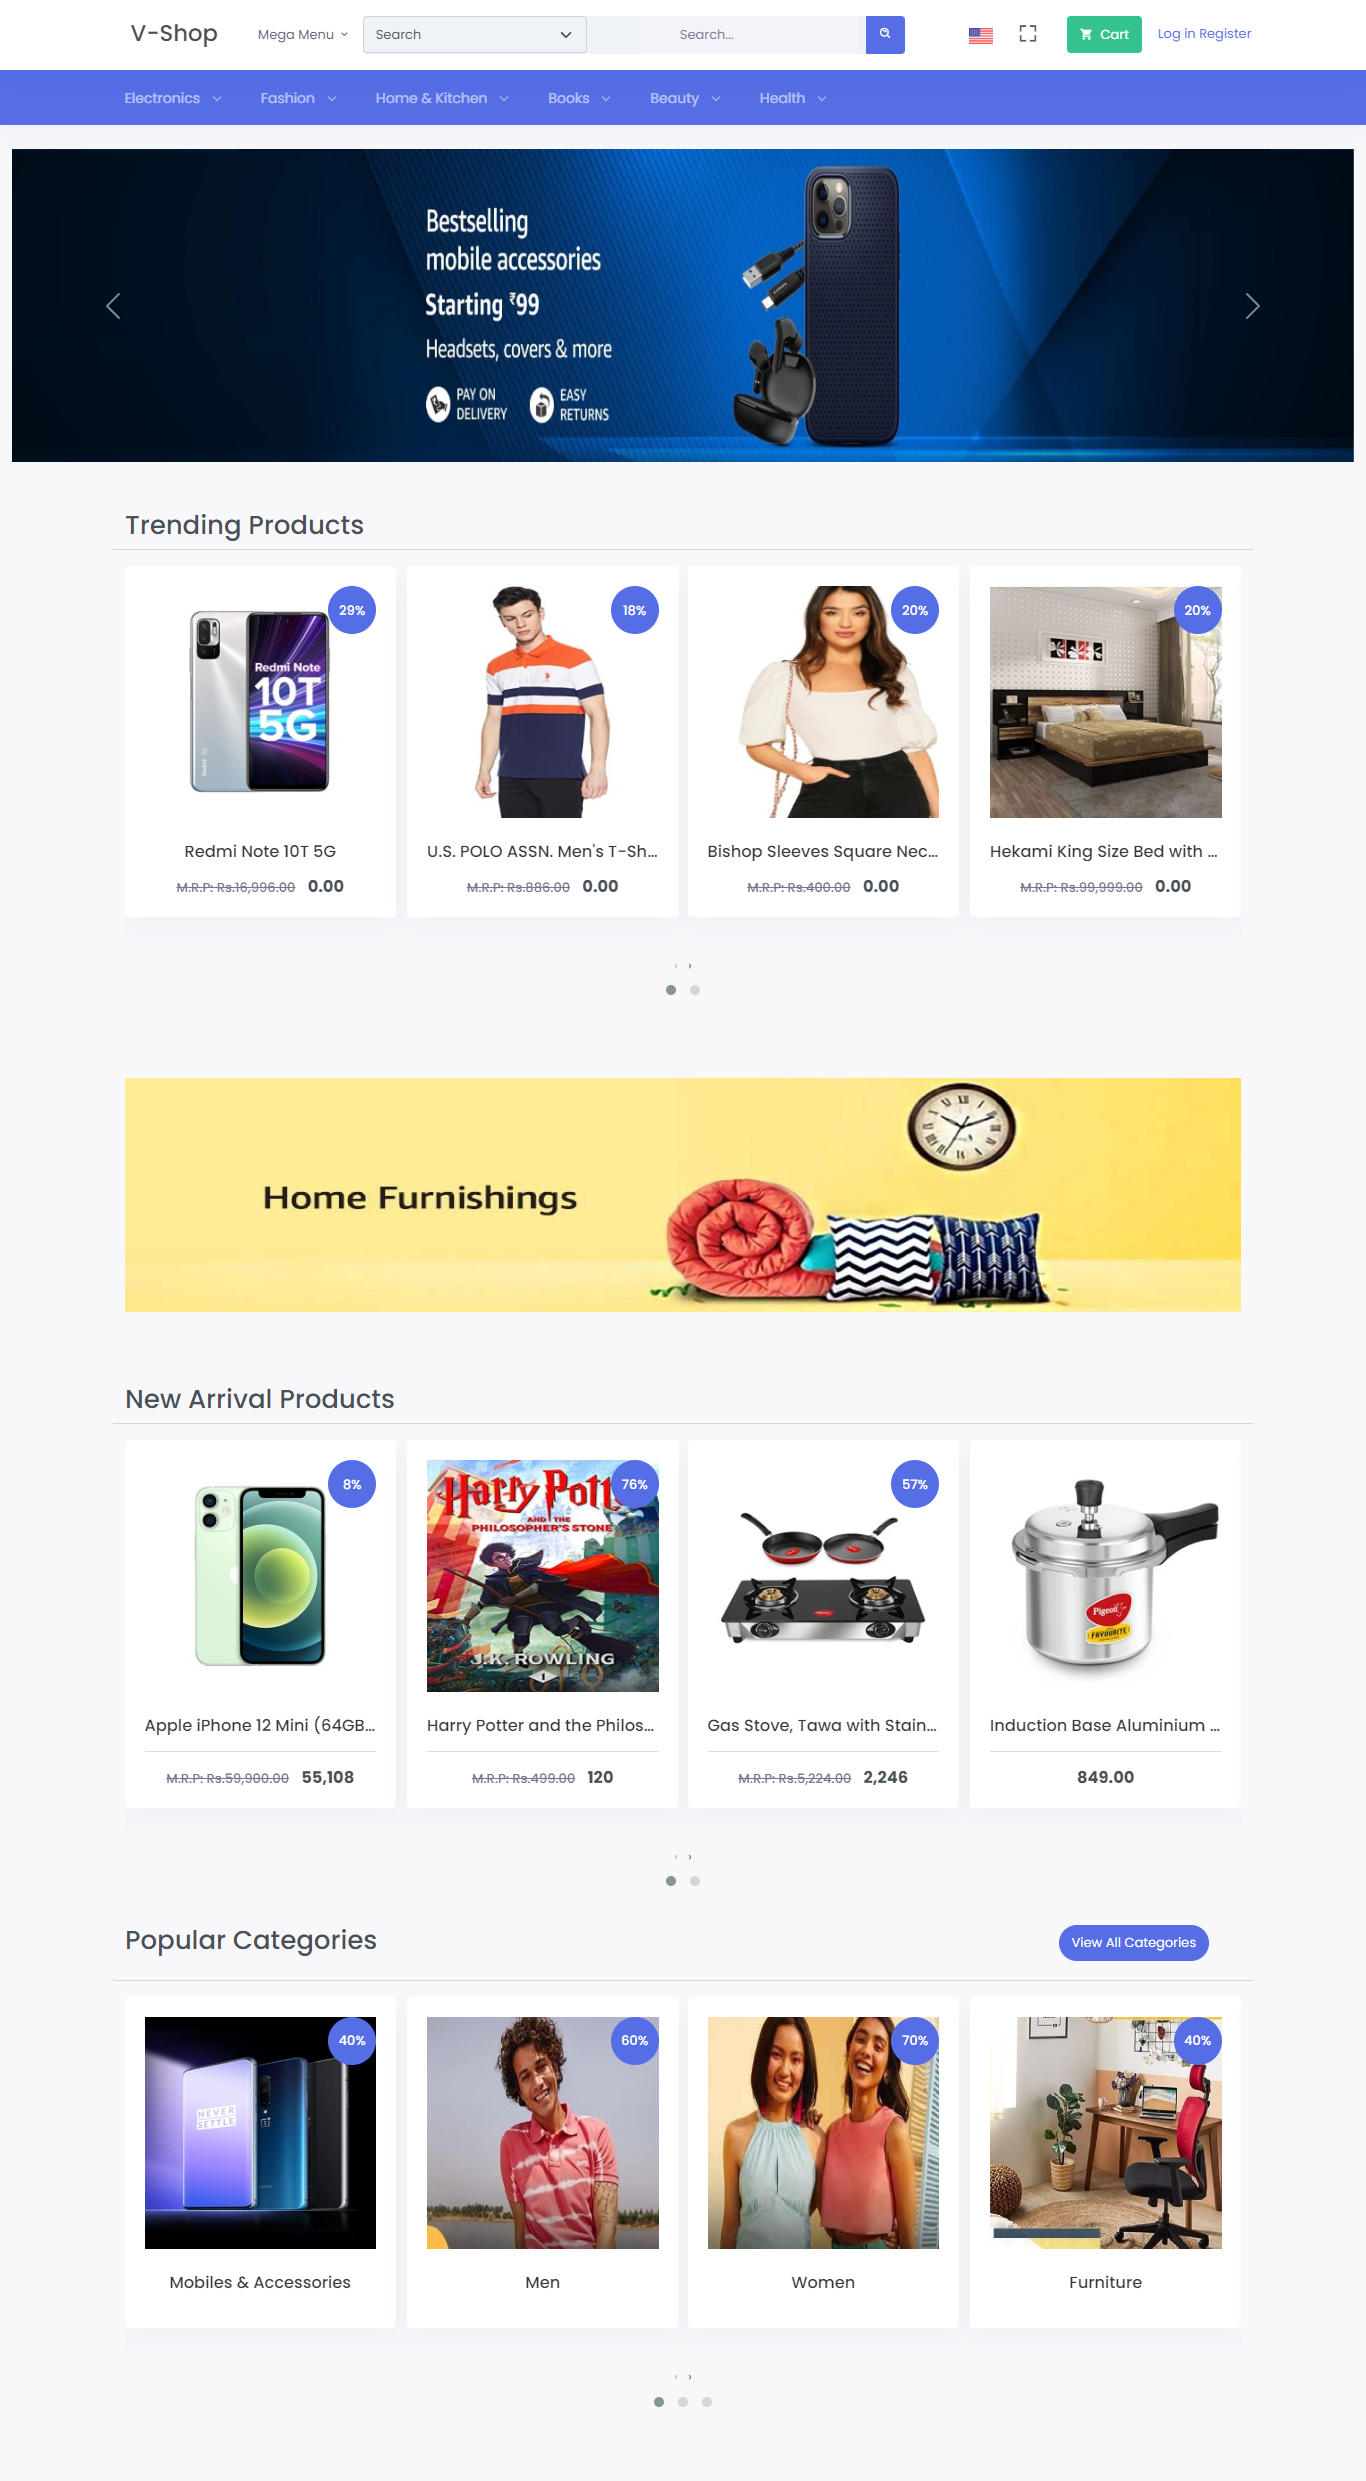 V-Shop
Mega Menu
Search
Search...
Cart
Log in Register
Electronics
Fashion
Home & Kitchen
Books
Beauty
Health
Bestselling
mobile accessories
Starting ₹99
Headsets, covers & more
PAY ON
DELIVERY
EASY
RETURNS
Trending Products
29%
Redmi Note
10T
5G
Redmi
Redmi Note 10T 5G
M.R.P: Rs.16,996.00 0.00
18%
U.S. POLO ASSN. Men's T-Sh...
M.R.P: Rs.886.00 0.00
20%
Bishop Sleeves Square Nec...
M.R.P: Rs.400.00 0.00
20%
Hekami King Size Bed with ...
M.R.P: Rs.99,999.00 0.00
Home Furnishings
New Arrival Products
8%
Apple iPhone 12 Mini (64GB...
M.R.P: Rs.59,900.00 55,108
76%
Harry Pott
AND THE
PHILOSOPHER'S STONE
J.K. ROWLING
1
Harry Potter and the Philos...
M.R.P: Rs.499.00 120
57%
Gas Stove, Tawa with Stain...
M.R.P: Rs.5,224.00 2,246
Pigeon
FAVOURITE
Induction Base Aluminium ...
849.00
Popular Categories
View All Categories
40%
NEVER
SETTLE
Mobiles & Accessories
60%
Men
70%
Women
40%
Furniture